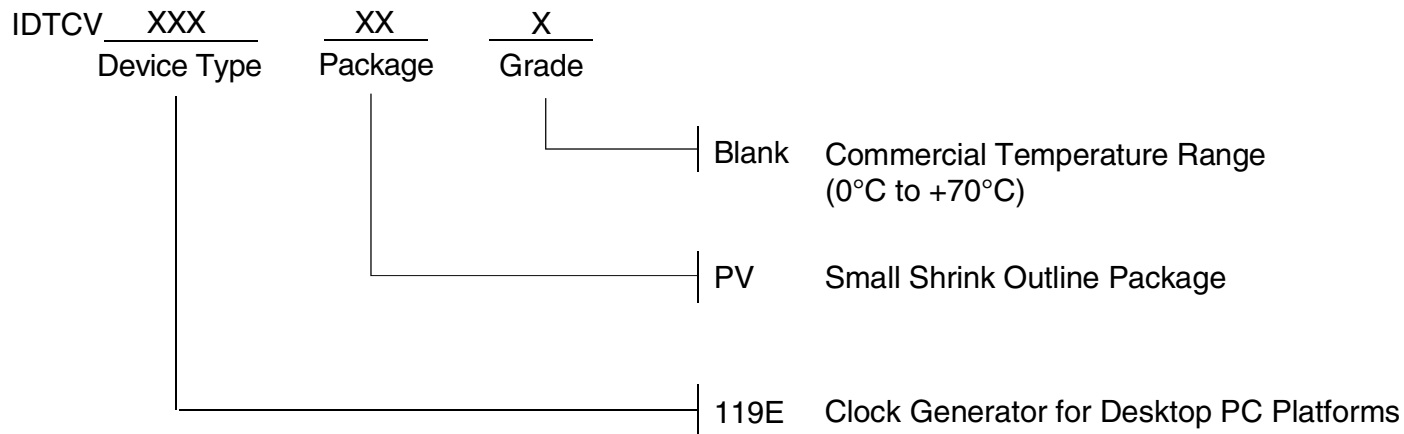 IDTCV XXX XX X
Device Type Package Grade
Blank Commercial Temperature Range
(0°C to +70°C)
PV Small Shrink Outline Package
119E Clock Generator for Desktop PC Platforms